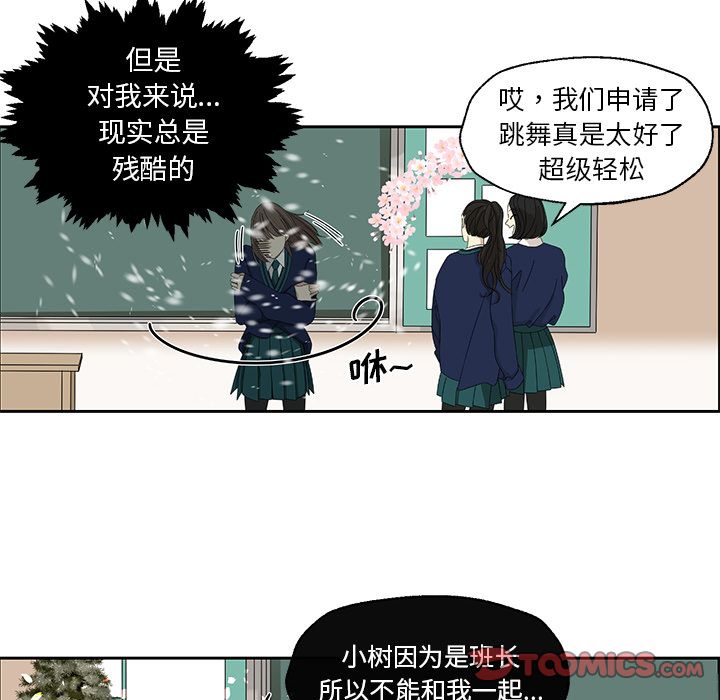 但是
对我来说...
现实总是
残酷的
哎，我们申请了
跳舞真是太好了
超级轻松
咻~
小树因为是班长
所以不能和我一起...
TOOMICS.COM